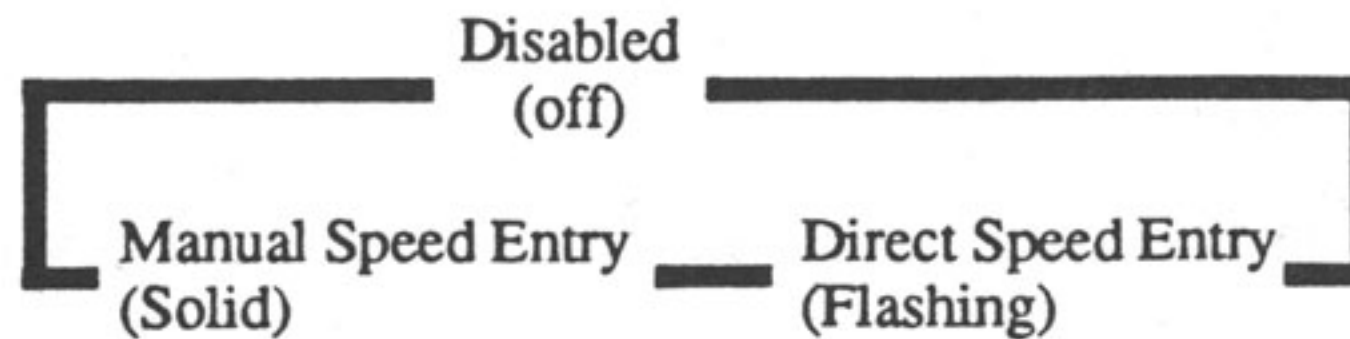 Disabled
(off)
Manual Speed Entry
(Solid)
Direct Speed Entry
(Flashing)